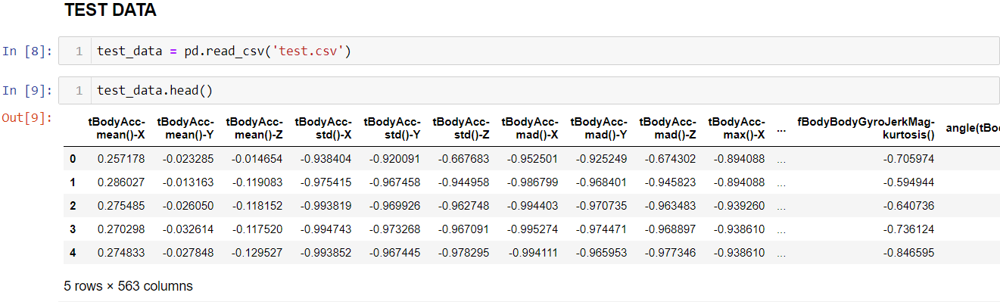 TEST DATA
In [8]: 1 test_data = pd.read_csv('test.csv')
In [9]: 1 test_data.head()
Out[9]:
tBodyAcc- tBodyAcc- tBodyAcc- tBodyAcc- tBodyAcc- tBodyAcc- tBodyAcc- tBodyAcc- tBodyAcc- tBodyAcc- ... fBodyBodyGyroJerkMag- angle(tBo
mean()-X mean()-Y mean()-Z std()-X std()-Y std()-Z mad()-X mad()-Y mad()-Z max()-X kurtosis()
0 0.257178 -0.023285 -0.014654 -0.938404 -0.920091 -0.667683 -0.952501 -0.925249 -0.674302 -0.894088 ... -0.705974
1 0.286027 -0.013163 -0.119083 -0.975415 -0.967458 -0.944958 -0.986799 -0.968401 -0.945823 -0.894088 ... -0.594944
2 0.275485 -0.026050 -0.118152 -0.993819 -0.969926 -0.962748 -0.994403 -0.970735 -0.963483 -0.939260 ... -0.640736
3 0.270298 -0.032614 -0.117520 -0.994743 -0.973268 -0.967091 -0.995274 -0.974471 -0.968897 -0.938610 ... -0.736124
4 0.274833 -0.027848 -0.129527 -0.993852 -0.967445 -0.978295 -0.994111 -0.965953 -0.977346 -0.938610 ... -0.846595
5 rows × 563 columns